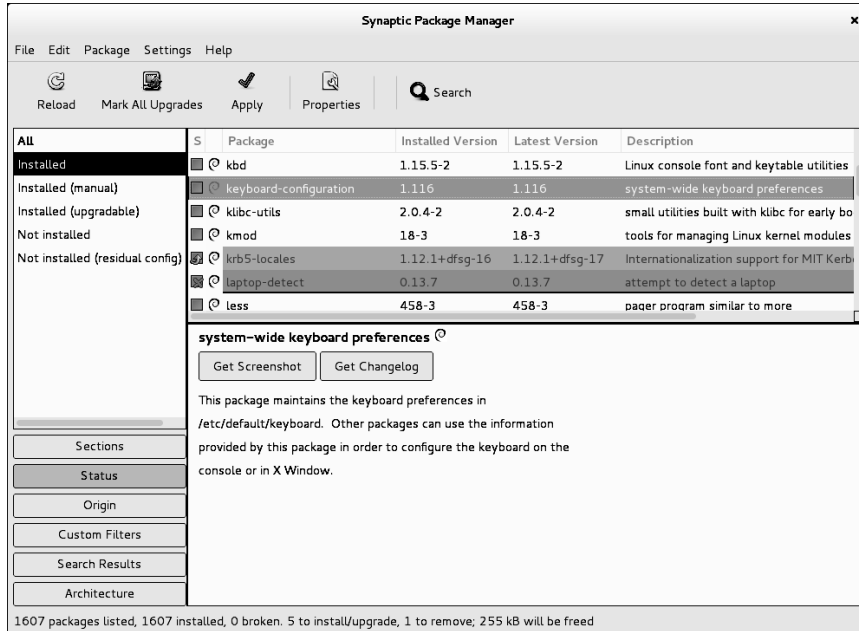 Synaptic Package Manager
File Edit Package Settings Help
Reload Mark All Upgrades Apply Properties Search
All
Installed
Installed (manual)
Installed (upgradable)
Not installed
Not installed (residual config)
S Package Installed Version Latest Version Description
kbd 1.15.5-2 1.15.5-2 Linux console font and keytable utilities
keyboard-configuration 1.116 1.116 system-wide keyboard preferences
klibc-utils 2.0.4-2 2.0.4-2 small utilities built with klibc for early bo
kmod 18-3 18-3 tools for managing Linux kernel modules
krb5-locales 1.12.1+dfsg-16 1.12.1+dfsg-17 Internationalization support for MIT Kerb
laptop-detect 0.13.7 0.13.7 attempt to detect a laptop
less 458-3 458-3 pager program similar to more
system-wide keyboard preferences
Get Screenshot Get Changelog
This package maintains the keyboard preferences in
/etc/default/keyboard. Other packages can use the information
provided by this package in order to configure the keyboard on the
console or in X Window.
Sections
Status
Origin
Custom Filters
Search Results
Architecture
1607 packages listed, 1607 installed, 0 broken. 5 to install/upgrade, 1 to remove; 255 kB will be freed